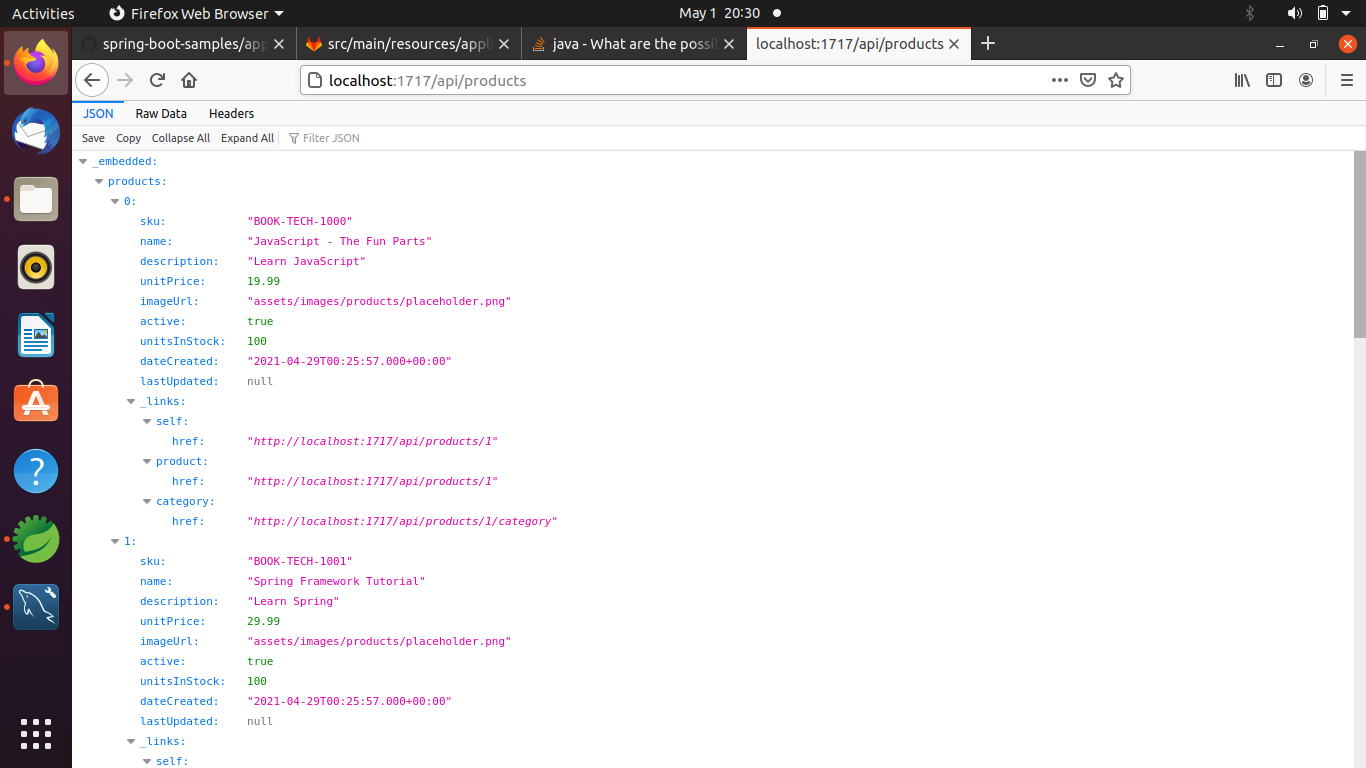 Activities Firefox Web Browser May 1 20:30
spring-boot-samples/app src/main/resources/appl java - What are the possi localhost:1717/api/products
localhost:1717/api/products
JSON Raw Data Headers
Save Copy Collapse All Expand All Filter JSON
_embedded:
products:
0:
sku: "BOOK-TECH-1000"
name: "JavaScript - The Fun Parts"
description: "Learn JavaScript"
unitPrice: 19.99
imageUrl: "assets/images/products/placeholder.png"
active: true
unitsInStock: 100
dateCreated: "2021-04-29T00:25:57.000+00:00"
lastUpdated: null
_links:
self:
href: "http://localhost:1717/api/products/1"
product:
href: "http://localhost:1717/api/products/1"
category:
href: "http://localhost:1717/api/products/1/category"
1:
sku: "BOOK-TECH-1001"
name: "Spring Framework Tutorial"
description: "Learn Spring"
unitPrice: 29.99
imageUrl: "assets/images/products/placeholder.png"
active: true
unitsInStock: 100
dateCreated: "2021-04-29T00:25:57.000+00:00"
lastUpdated: null
_links:
self: